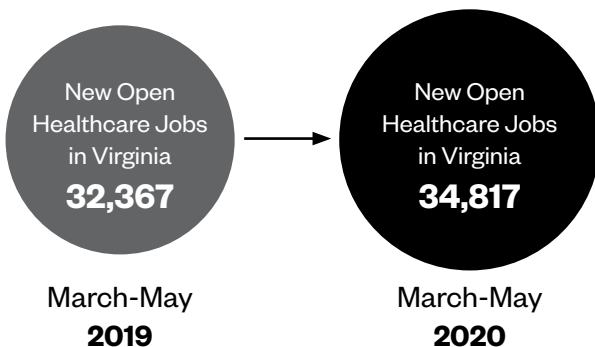 New Open
Healthcare Jobs
in Virginia
32,367
March-May
2019
New Open
Healthcare Jobs
in Virginia
34,817
March-May
2020